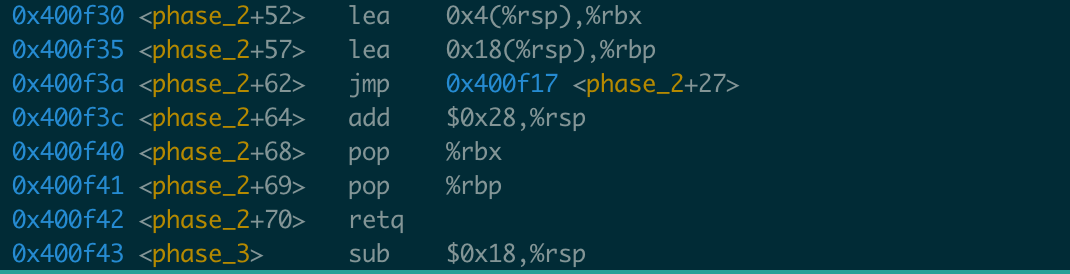 0x400f30 <phase_2+52> lea 0x4(%rsp),%rbx
0x400f35 <phase_2+57> lea 0x18(%rsp),%rbp
0x400f3a <phase_2+62> jmp 0x400f17 <phase_2+27>
0x400f3c <phase_2+64> add $0x28,%rsp
0x400f40 <phase_2+68> pop %rbx
0x400f41 <phase_2+69> pop %rbp
0x400f42 <phase_2+70> retq
0x400f43 <phase_3> sub $0x18,%rsp